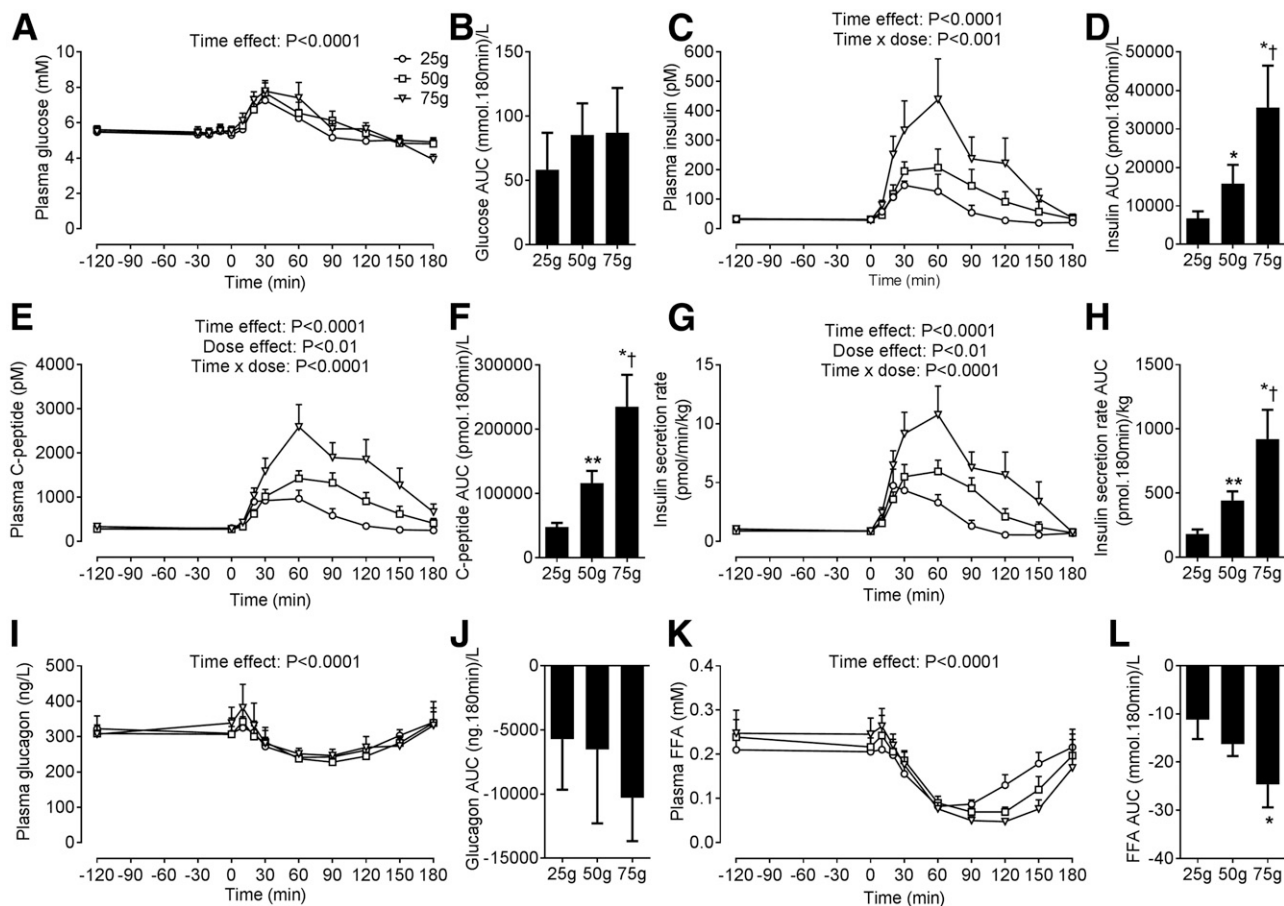 A
Time effect: P<0.0001
Plasma glucose (mM)
10
8
6
4
2
0
25g
50g
75g
-120 -90 -60 -30 0 30 60 90 120 150 180
Time (min)
B
Glucose AUC (mmol.180min)/L
150
100
50
0
25g 50g 75g
C
Time effect: P<0.0001
Time x dose: P<0.001
Plasma insulin (pM)
600
500
400
300
200
100
0
-120 -90 -60 -30 0 30 60 90 120 150 180
Time (min)
D
Insulin AUC (pmol.180min)/L
50000
40000
30000
20000
10000
0
*
*†
25g 50g 75g
E
Time effect: P<0.0001
Dose effect: P<0.01
Time x dose: P<0.0001
Plasma C-peptide (pM)
4000
3000
2000
1000
0
-120 -90 -60 -30 0 30 60 90 120 150 180
Time (min)
F
C-peptide AUC (pmol.180min)/L
300000
200000
100000
0
**
*†
25g 50g 75g
G
Time effect: P<0.0001
Dose effect: P<0.01
Time x dose: P<0.0001
Insulin secretion rate
(pmol/min/kg)
15
10
5
0
-120 -90 -60 -30 0 30 60 90 120 150 180
Time (min)
H
Insulin secretion rate AUC
(pmol.180min)/kg
1500
1000
500
0
**
*†
25g 50g 75g
I
Time effect: P<0.0001
Plasma glucagon (ng/L)
500
400
300
200
100
0
-120 -90 -60 -30 0 30 60 90 120 150 180
Time (min)
J
Glucagon AUC (ng.180min)/L
0
-5000
-10000
-15000
25g 50g 75g
K
Time effect: P<0.0001
Plasma FFA (mM)
0.4
0.3
0.2
0.1
0.0
-120 -90 -60 -30 0 30 60 90 120 150 180
Time (min)
L
FFA AUC (mmol.180min)/L
0
-10
-20
-30
-40
*
25g 50g 75g